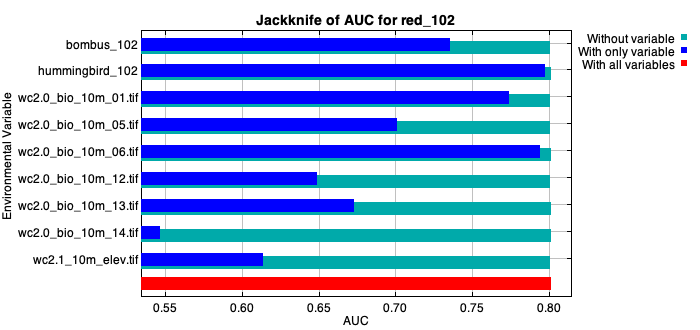 Jackknife of AUC for red_102
Environmental Variable
bombus_102
hummingbird_102
wc2.0_bio_10m_01.tif
wc2.0_bio_10m_05.tif
wc2.0_bio_10m_06.tif
wc2.0_bio_10m_12.tif
wc2.0_bio_10m_13.tif
wc2.0_bio_10m_14.tif
wc2.1_10m_elev.tif
Without variable
With only variable
With all variables
0.55 0.60 0.65 0.70 0.75 0.80
AUC